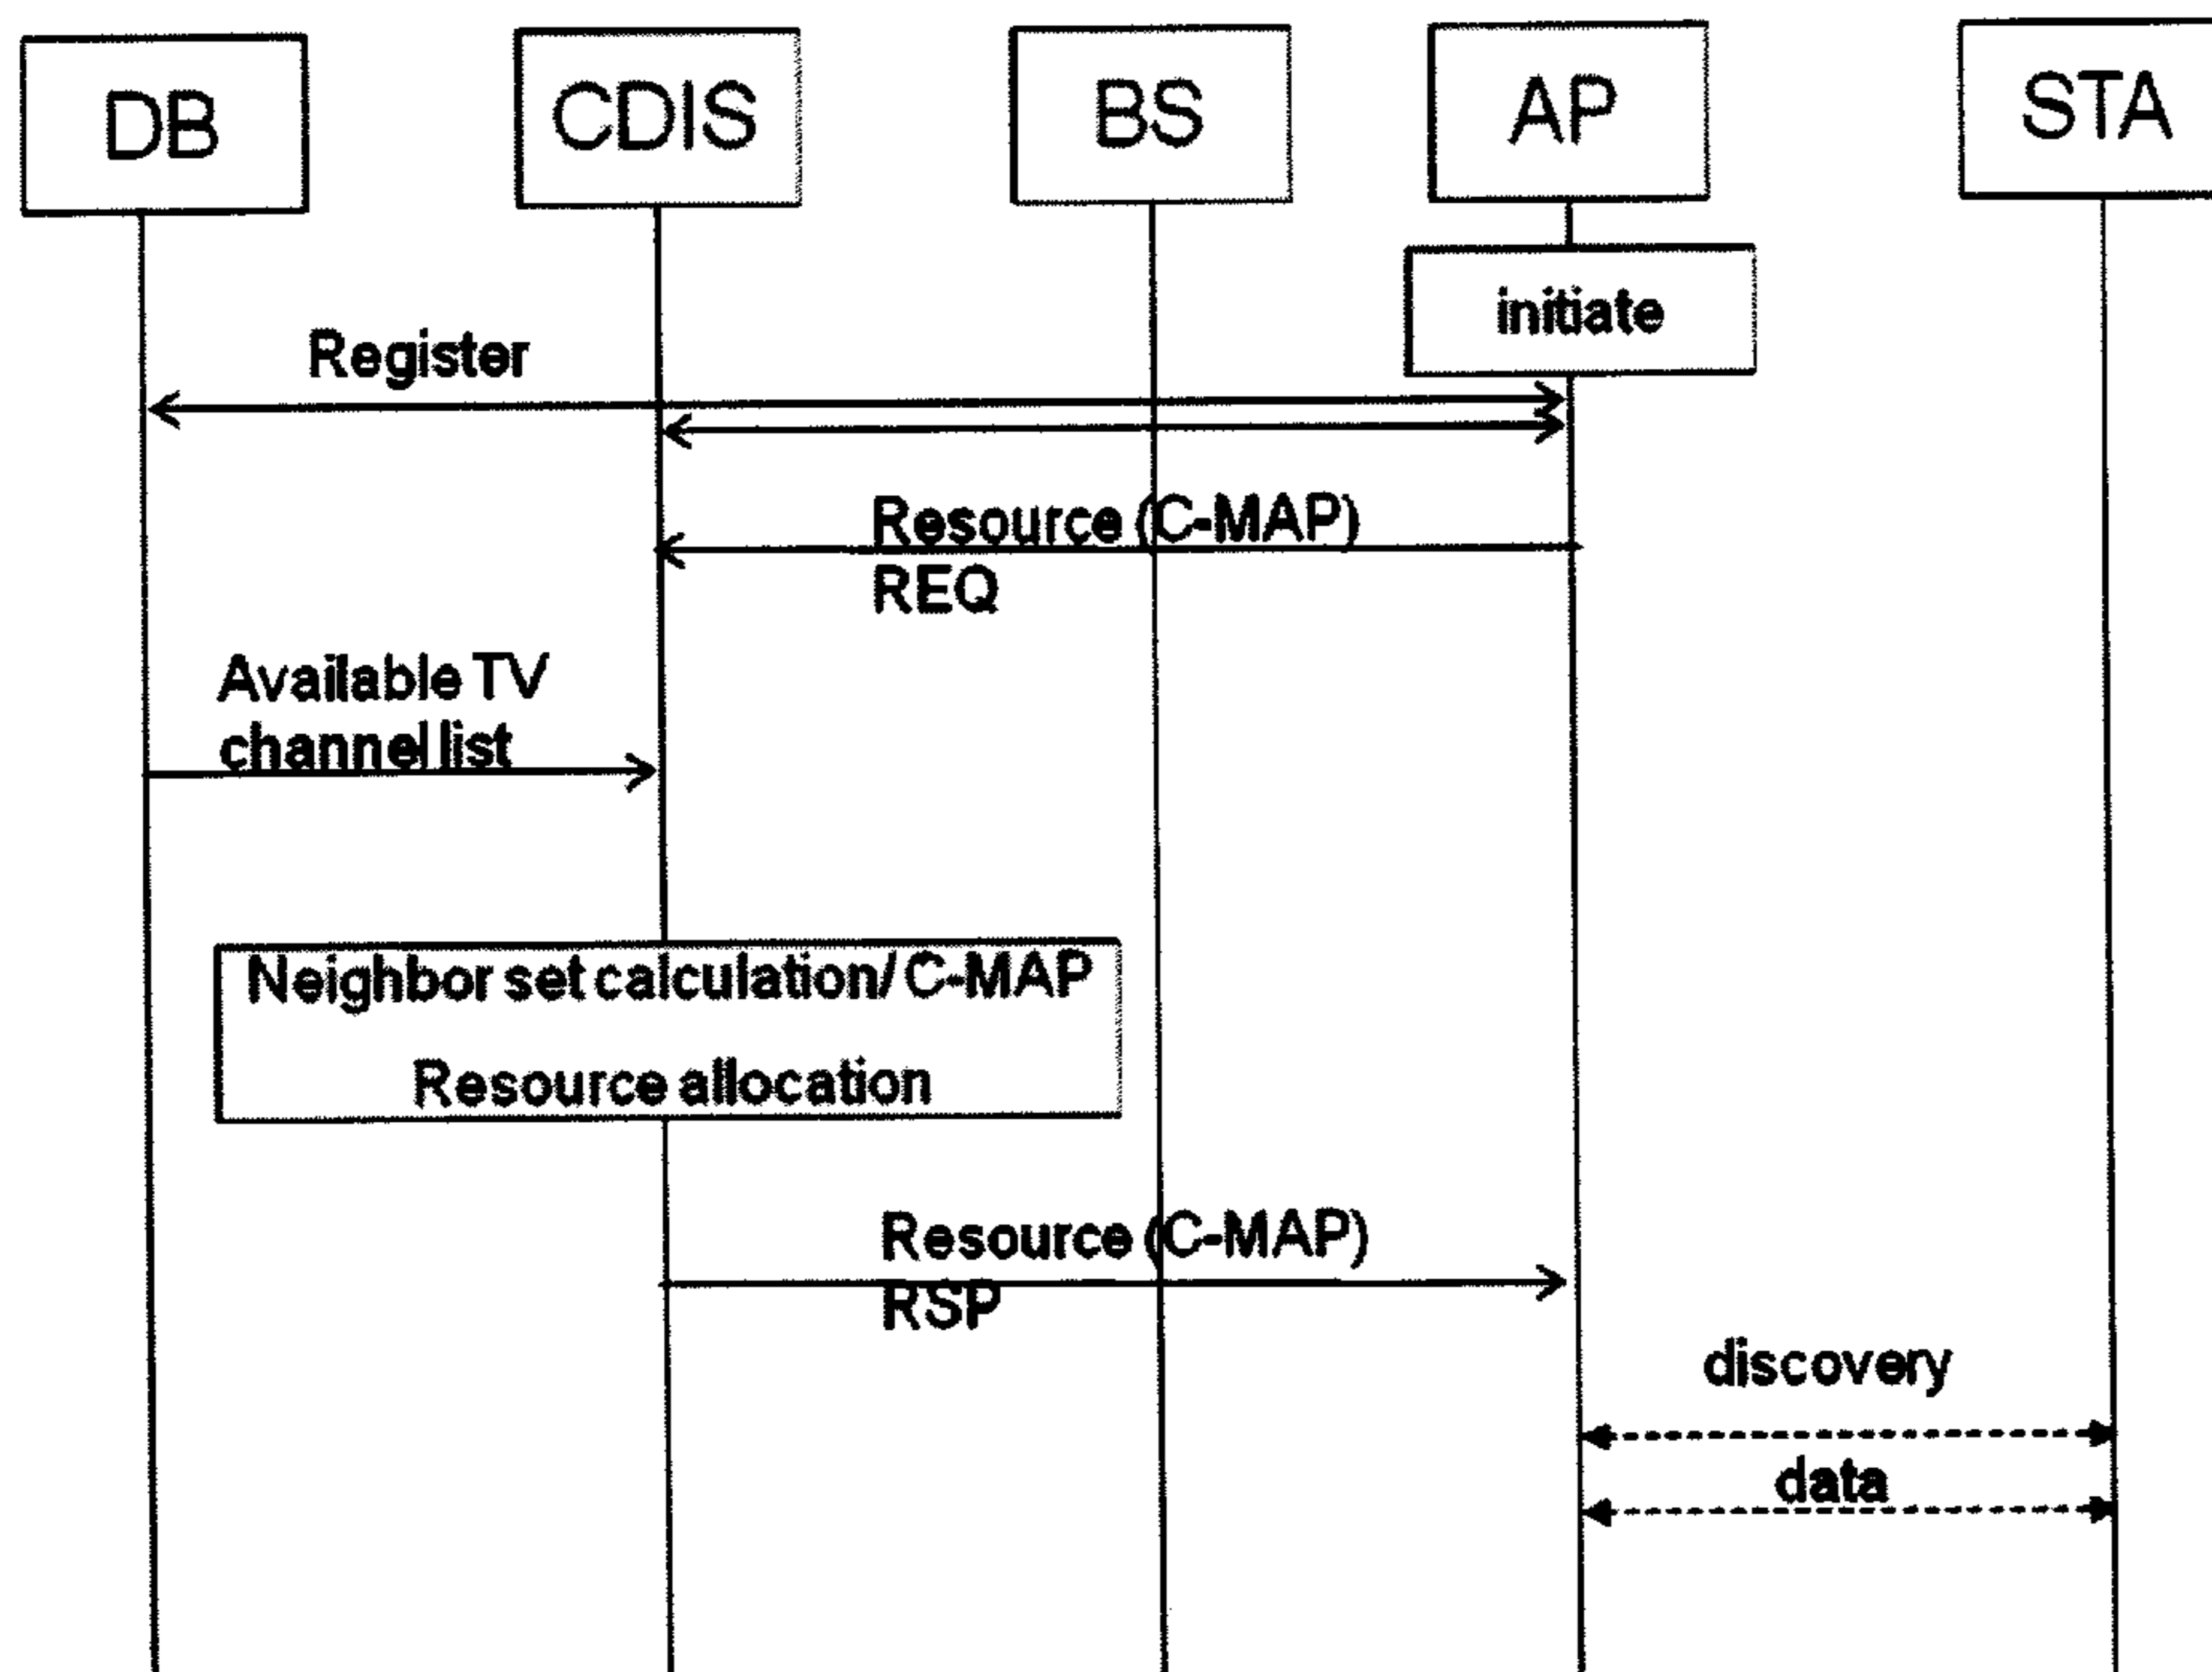 DB
CDIS
BS
AP
STA
initiate
Register
Resource (C-MAP)
REQ
Available TV
channel list
Neighbor set calculation/ C-MAP
Resource allocation
Resource (C-MAP)
RSP
discovery
data